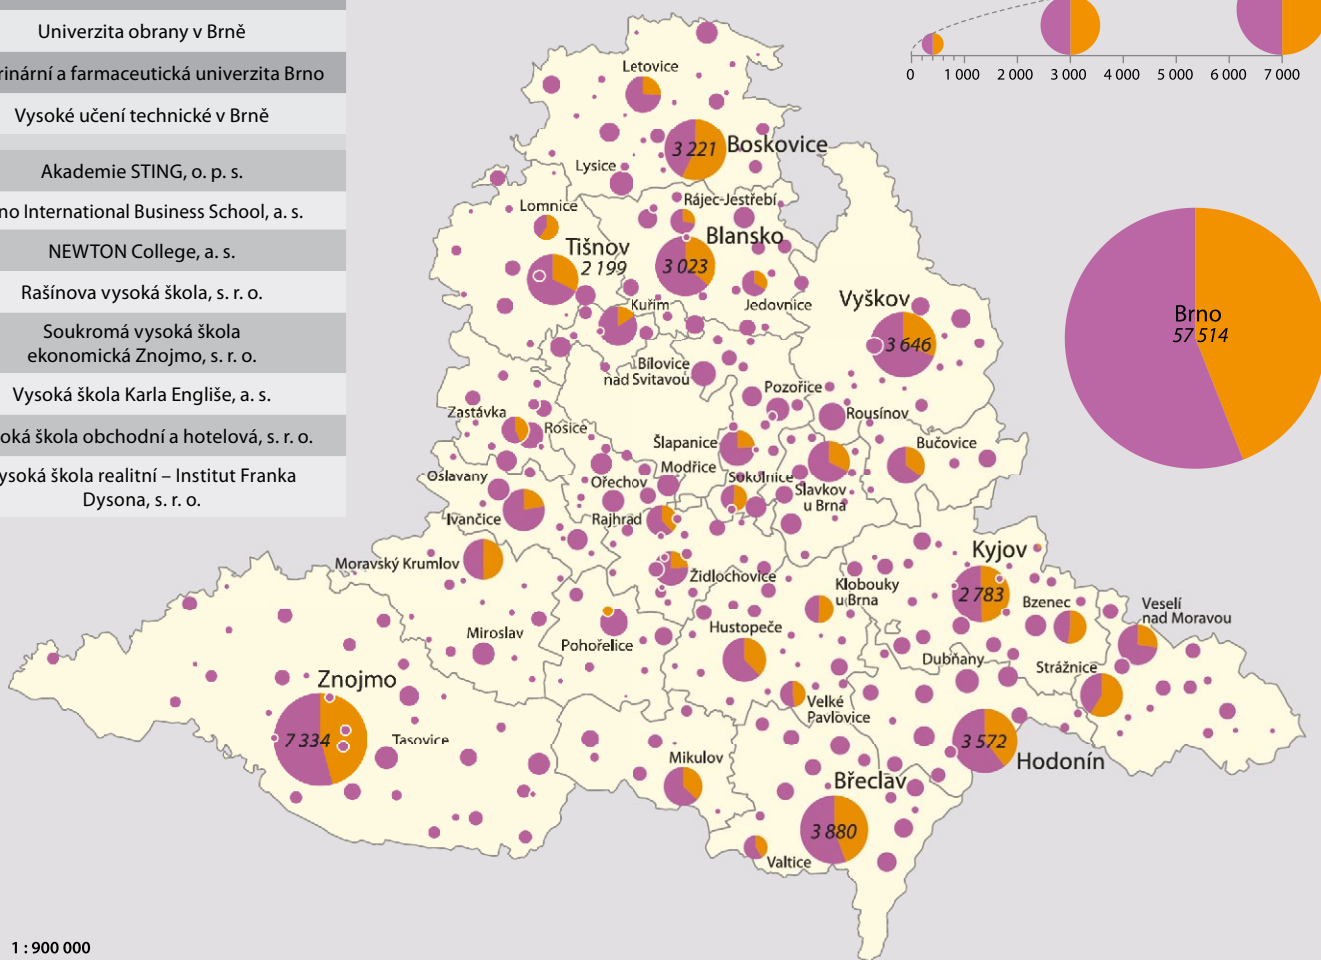 Univerzita obrany v Brně
rinární a farmaceutická univerzita Brno
Vysoké učení technické v Brně
Akademie STING, o. p. s.
no International Business School, a. s.
NEWTON College, a. s.
Rašínova vysoká škola, s. r. o.
Soukromá vysoká škola
ekonomická Znojmo, s. r. o.
Vysoká škola Karla Engliše, a. s.
oká škola obchodní a hotelová, s. r. o.
ysoká škola realitní – Institut Franka
Dysona, s. r. o.
0 1 000 2 000 3 000 4 000 5 000 6 000 7 000
Letovice
3 221 Boskovice
Lysice
Rájec-Jestřebí
Lomnice
Blansko
Tišnov
2 199
3 023
Jedovnice
Kuřim
Vyškov
3 646
Brno
57 514
Bílovice
nad Svitavou
Pozořice
Rousínov
Zastávka
Rosice
Šlapanice
Bučovice
Modřice
Oslavany
Ořechov
Sokolnice
Slavkov
u Brna
Ivančice
Rajhrad
Moravský Krumlov
Židlochovice
Kyjov
2 783
Klobouky
u Brna
Bzenec
Veselí
nad Moravou
Miroslav
Pohořelice
Hustopeče
Dubňany
Strážnice
Znojmo
7 334
Tasovice
Velké
Pavlovice
3 572
Hodonín
Mikulov
Břeclav
3 880
Valtice
1 : 900 000